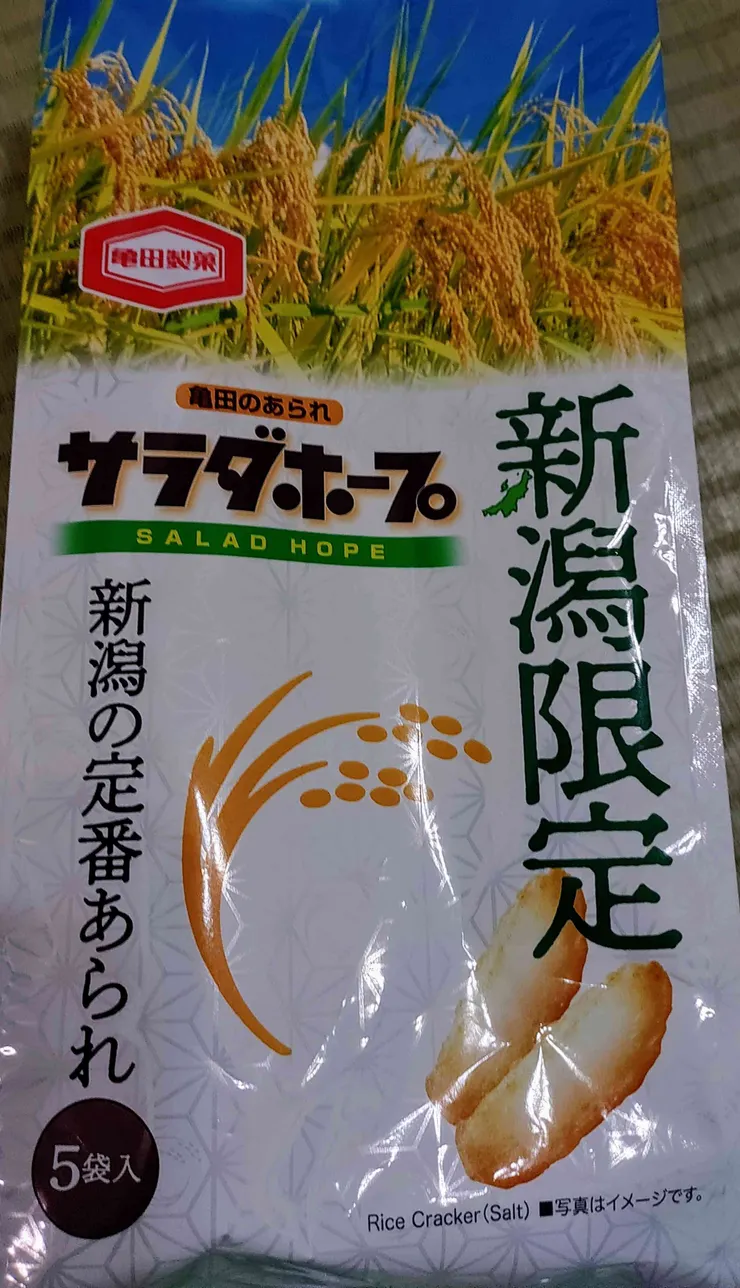 亀田製菓
亀田のあられ
サラダホープ
SALAD HOPE
新潟限定
新潟の定番あられ
5袋入
Rice Cracker(Salt) ■写真はイメージです。